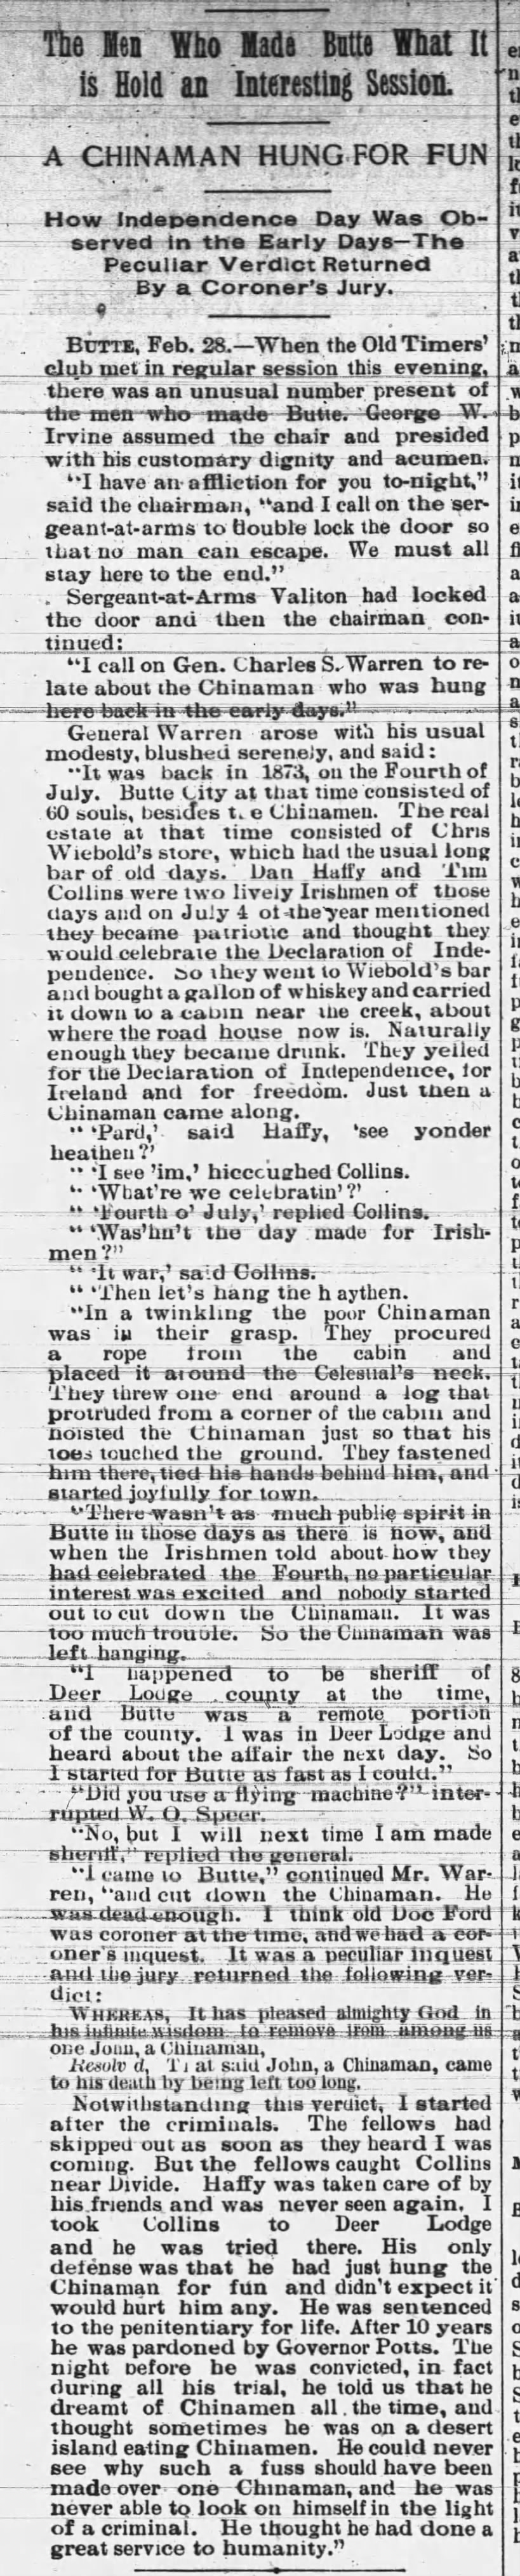 The Men Who Made Butte What It
is Hold an Interesting Session.
A CHINAMAN HUNG FOR FUN
How Independence Day Was Ob-
served in the Early Days—The
Peculiar Verdict Returned
By a Coroner's Jury.
BUTTE, Feb. 28.—When the Old Timers'
club met in regular session this evening,
there was an unusual number present of
the men who made Butte. George W.
Irvine assumed the chair and presided
with his customary dignity and acumen.
"I have an affliction for you to-night,"
said the chairman, "and I call on the ser-
geant-at-arms to double lock the door so
that no man can escape. We must all
stay here to the end."
Sergeant-at-Arms Valiton had locked
the door and then the chairman con-
tinued:
"I call on Gen. Charles S. Warren to re-
late about the Chinaman who was hung
here back in the early days."
General Warren arose with his usual
modesty, blushed serenely, and said:
"It was back in 1873, on the Fourth of
July. Butte City at that time consisted of
60 souls, besides t e Chinamen. The real
estate at that time consisted of Chris
Wiebold's store, which had the usual long
bar of old days. Dan Haffy and Tim
Collins were two lively Irishmen of those
days and on July 4 of the year mentioned
they became patriotic and thought they
would celebrate the Declaration of Inde-
pendence. So they went to Wiebold's bar
and bought a gallon of whiskey and carried
it down to a cabin near the creek, about
where the road house now is. Naturally
enough they became drunk. They yelled
for the Declaration of Independence, for
Ireland and for freedom. Just then a
Chinaman came along.
" 'Pard,' said Haffy, 'see yonder
heathen?'
" 'I see 'im,' hiccoughed Collins.
" 'What're we celebratin'?'
" 'Fourth o' July,' replied Collins.
" 'Was'hn't the day made for Irish-
men?"
" 'It war,' said Collins.
" 'Then let's hang the h aythen.
"In a twinkling the poor Chinaman
was in their grasp. They procured
a rope from the cabin and
placed it around the Celestial's neck.
They threw one end around a log that
protruded from a corner of the cabin and
hoisted the Chinaman just so that his
toes touched the ground. They fastened
him there, tied his hands behind him, and
started joyfully for town.
"There wasn't as much public spirit in
Butte in those days as there is now, and
when the Irishmen told about how they
had celebrated the Fourth, no particular
interest was excited and nobody started
out to cut down the Chinaman. It was
too much trouble. So the Chinaman was
left hanging.
"I happened to be sheriff of
Deer Lodge county at the time,
and Butte was a remote portion
of the county. I was in Deer Lodge and
heard about the affair the next day. So
I started for Butte as fast as I could."
"Did you use a flying machine?" inter-
rupted W. O. Speer.
"No, but I will next time I am made
sheriff," replied the general.
"I came to Butte," continued Mr. War-
ren, "and cut down the Chinaman. He
was dead enough. I think old Doc Ford
was coroner at the time, and we had a cor-
oner's inquest. It was a peculiar inquest
and the jury returned the following ver-
dict:
WHEREAS, It has pleased almighty God in
his infinite wisdom to remove from among us
one John, a Chinaman,
Resolv d, T at said John, a Chinaman, came
to his death by being left too long.
Notwithstanding this verdict, I started
after the criminals. The fellows had
skipped out as soon as they heard I was
coming. But the fellows caught Collins
near Divide. Haffy was taken care of by
his friends and was never seen again. I
took Collins to Deer Lodge
and he was tried there. His only
defense was that he had just hung the
Chinaman for fun and didn't expect it
would hurt him any. He was sentenced
to the penitentiary for life. After 10 years
he was pardoned by Governor Potts. The
night before he was convicted, in fact
during all his trial, he told us that he
dreamt of Chinamen all the time, and
thought sometimes he was on a desert
island eating Chinamen. He could never
see why such a fuss should have been
made over one Chinaman, and he was
never able to look on himself in the light
of a criminal. He thought he had done a
great service to humanity."